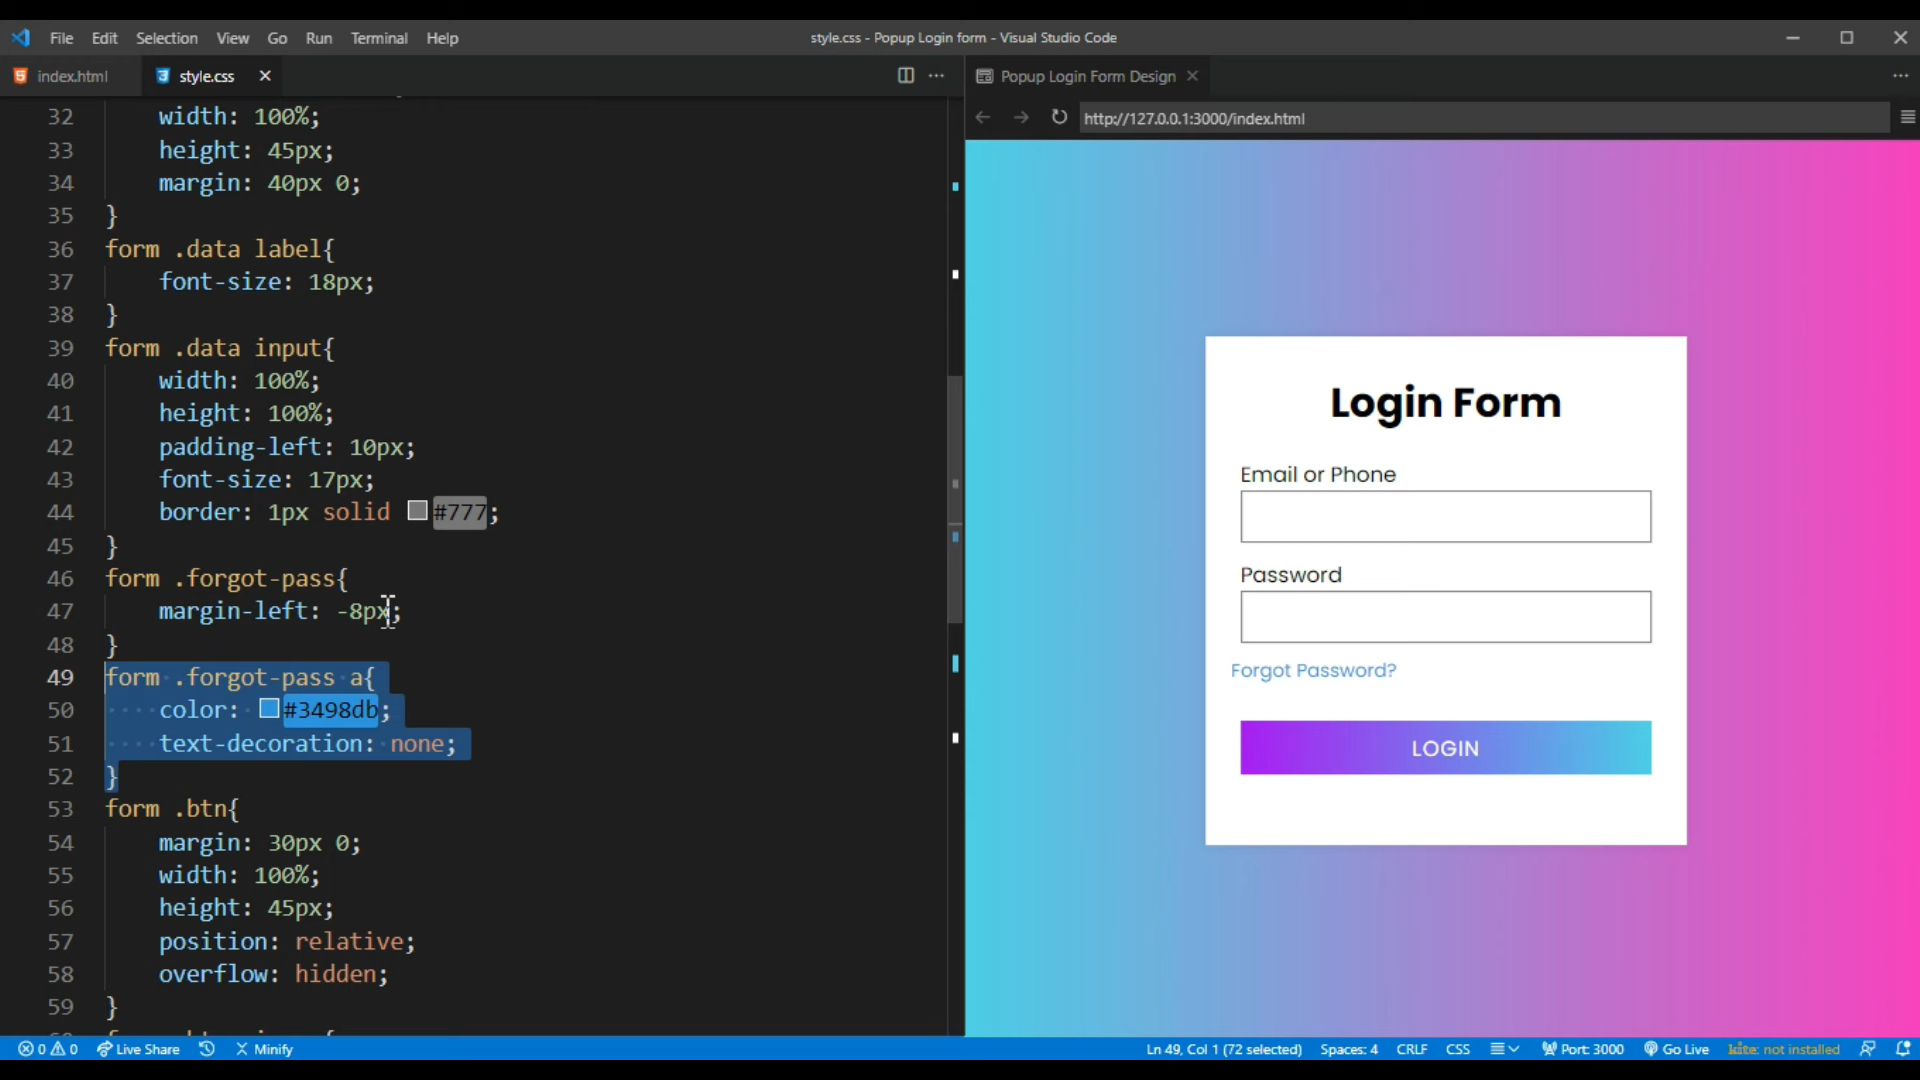 File Edit Selection View Go Run Terminal Help
style.css - Popup Login form - Visual Studio Code
index.html
style.css
Popup Login Form Design
http://127.0.0.1:3000/index.html
32 width: 100%;
33 height: 45px;
34 margin: 40px 0;
35 }
36 form .data label{
37 font-size: 18px;
38 }
39 form .data input{
40 width: 100%;
41 height: 100%;
42 padding-left: 10px;
43 font-size: 17px;
44 border: 1px solid #777;
45 }
46 form .forgot-pass{
47 margin-left: -8px;
48 }
49 form .forgot-pass a{
50 color: #3498db;
51 text-decoration: none;
52 }
53 form .btn{
54 margin: 30px 0;
55 width: 100%;
56 height: 45px;
57 position: relative;
58 overflow: hidden;
59 }
Login Form
Email or Phone
Password
Forgot Password?
LOGIN
0 0 Live Share Minify
Ln 49, Col 1 (72 selected) Spaces: 4 CRLF CSS Port: 3000 Go Live kite: not installed